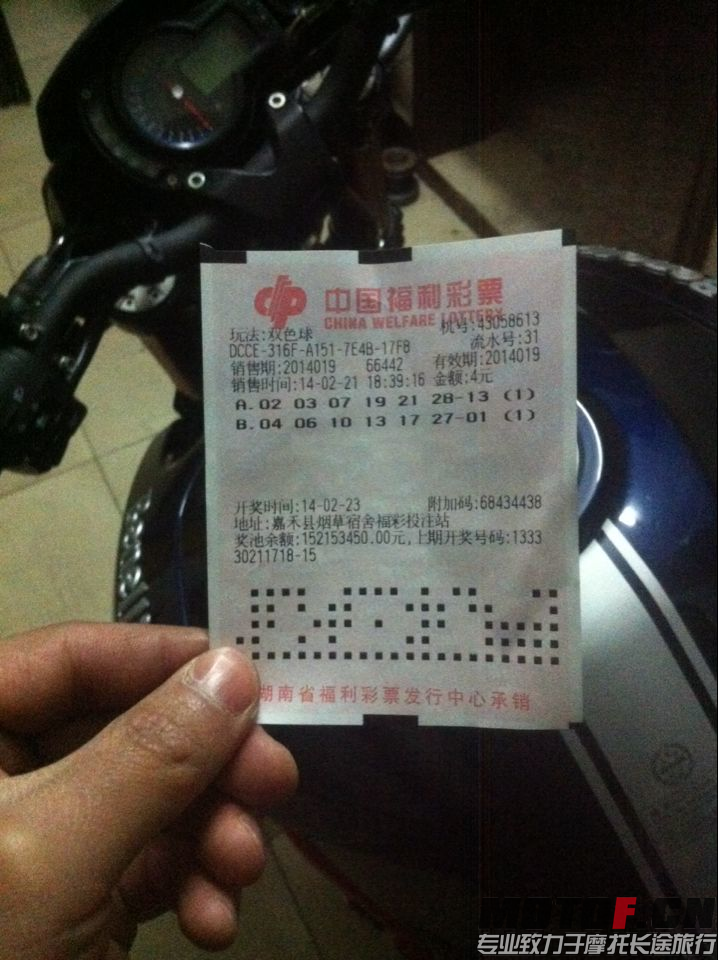 中国福利彩票
CHINA WELFARE LOTTERY
玩法:双色球 机号:43058613
DCCE-316F-A151-7E4B-17F8 流水号:31
销售期:2014019 66442 有效期:2014019
销售时间:14-02-21 18:39:16 金额:4元
A.02 03 07 19 21 28-13 (1)
B.04 06 10 13 17 27-01 (1)
开奖时间:14-02-23 附加码:68434438
地址:嘉禾县烟草宿舍福彩投注站
奖池余额:152153450.00元,上期开奖号码:1333
30211718-15
湖南省福利彩票发行中心承销
MOTOFCN
专业致力于摩托长途旅行